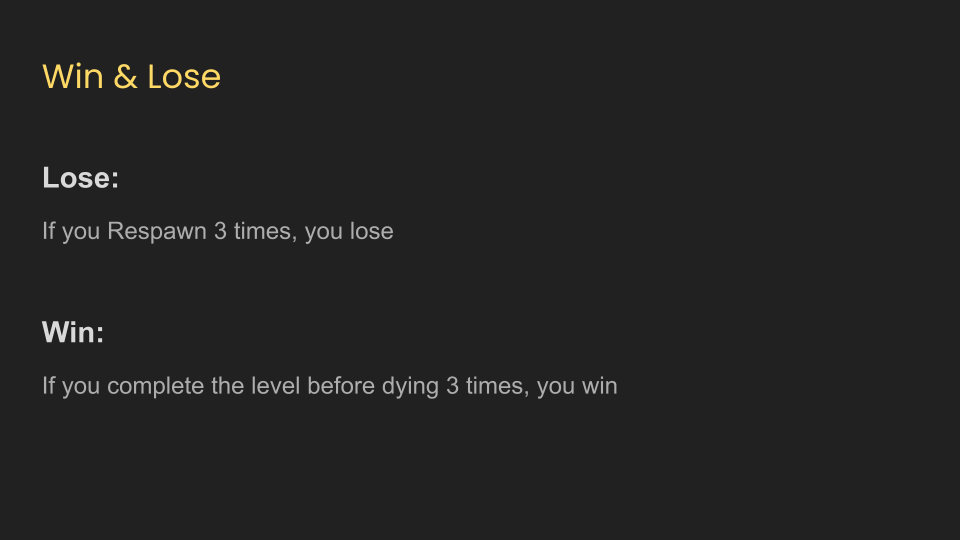 Win & Lose
Lose:
If you Respawn 3 times, you lose
Win:
If you complete the level before dying 3 times, you win